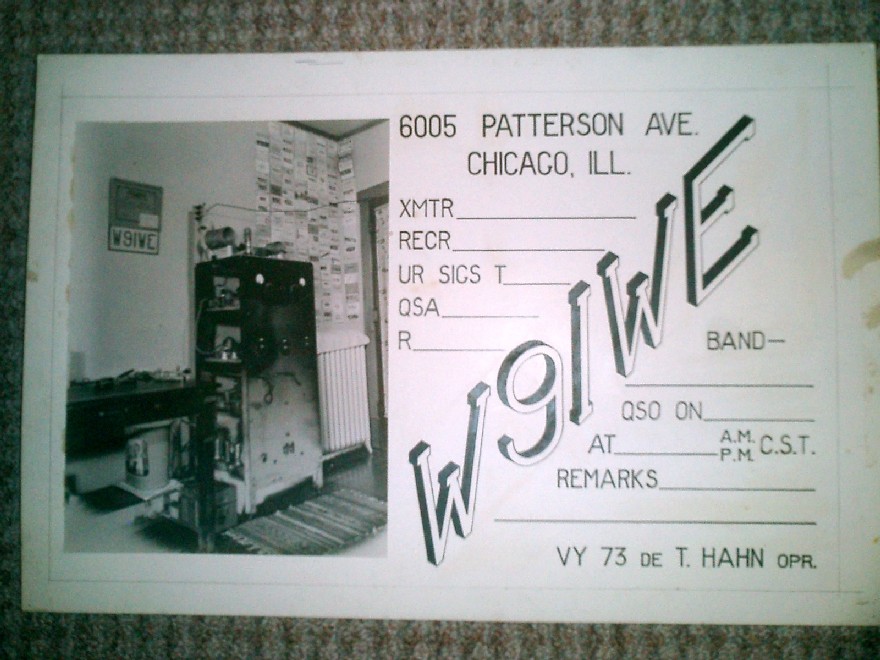 6005 PATTERSON AVE.
CHICAGO, ILL.
XMTR
RECR
UR SIGS T
QSA
R
W9IWE
W9IWE
BAND—
QSO ON
AT A.M. P.M. C.S.T.
REMARKS
VY 73 DE T. HAHN OPR.